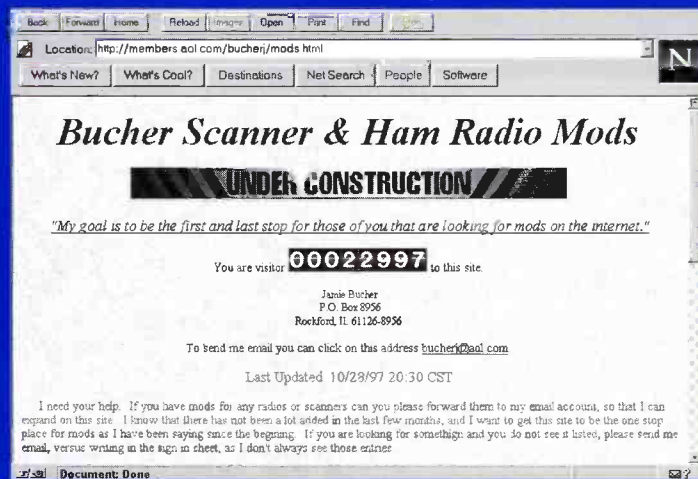 Back Forward Home Reload Images Open Print Find
Location: http://members.aol.com/bucherj/mods.html
What's New? What's Cool? Destinations Net Search People Software
N
Bucher Scanner & Ham Radio Mods
UNDER CONSTRUCTION
"My goal is to be the first and last stop for those of you that are looking for mods on the internet."
You are visitor 00022997 to this site.
Jamie Bucher
P.O. Box 8956
Rockford, IL 61126-8956
To send me email you can click on this address bucherj@aol.com
Last Updated 10/28/97 20:30 CST
I need your help. If you have mods for any radios or scanners can you please forward them to my email account, so that I can
expand on this site. I know that there has not been a lot added in the last few months, and I want to get this site to be the one stop
place for mods as I have been saying since the begining. If you are looking for somethign and you do not see it listed, please send me
email, versus writing in the sign in sheet, as I don't always see those entries
Document: Done